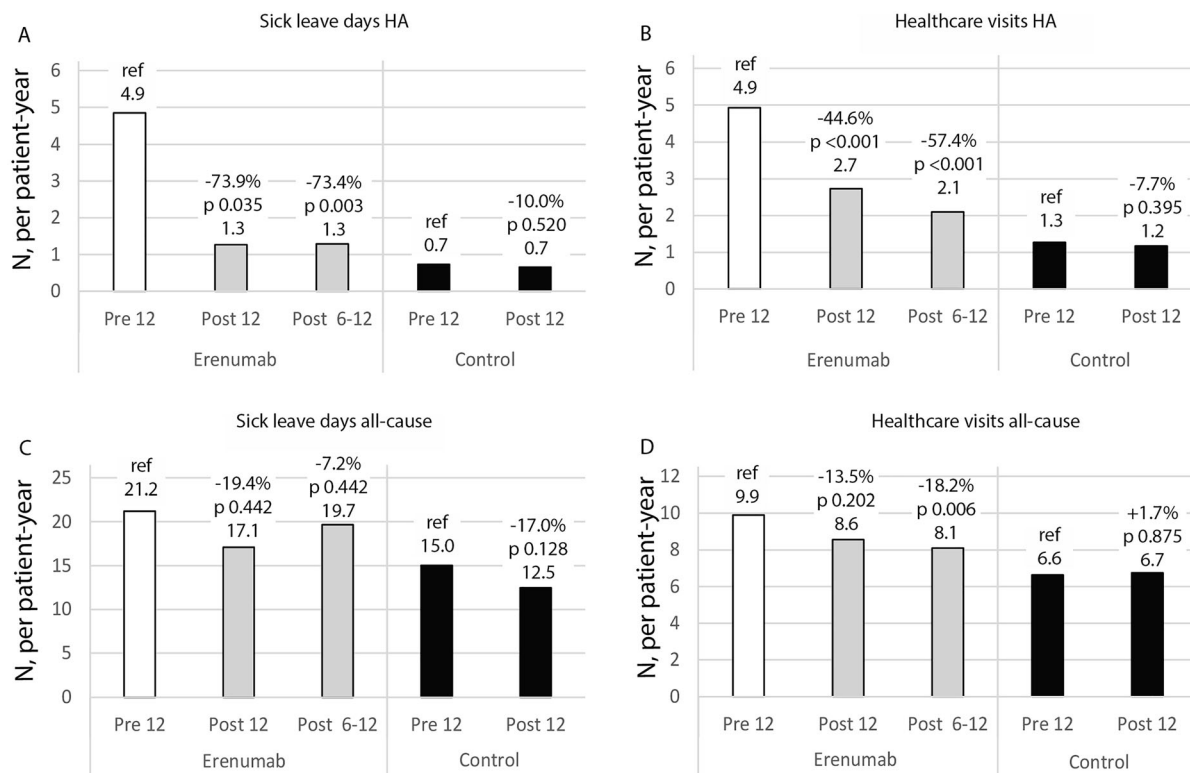 A
Sick leave days HA
N, per patient-year
6
5
4
3
2
1
0
ref
4.9
-73.9%
p 0.035
1.3
-73.4%
p 0.003
1.3
ref
0.7
-10.0%
p 0.520
0.7
Pre 12
Post 12
Post 6-12
Pre 12
Post 12
Erenumab
Control
B
Healthcare visits HA
N, per patient-year
6
5
4
3
2
1
0
ref
4.9
-44.6%
p <0.001
2.7
-57.4%
p <0.001
2.1
ref
1.3
-7.7%
p 0.395
1.2
Pre 12
Post 12
Post 6-12
Pre 12
Post 12
Erenumab
Control
C
Sick leave days all-cause
N, per patient-year
25
20
15
10
5
0
ref
21.2
-19.4%
p 0.442
17.1
-7.2%
p 0.442
19.7
ref
15.0
-17.0%
p 0.128
12.5
Pre 12
Post 12
Post 6-12
Pre 12
Post 12
Erenumab
Control
D
Healthcare visits all-cause
N, per patient-year
12
10
8
6
4
2
0
ref
9.9
-13.5%
p 0.202
8.6
-18.2%
p 0.006
8.1
ref
6.6
+1.7%
p 0.875
6.7
Pre 12
Post 12
Post 6-12
Pre 12
Post 12
Erenumab
Control